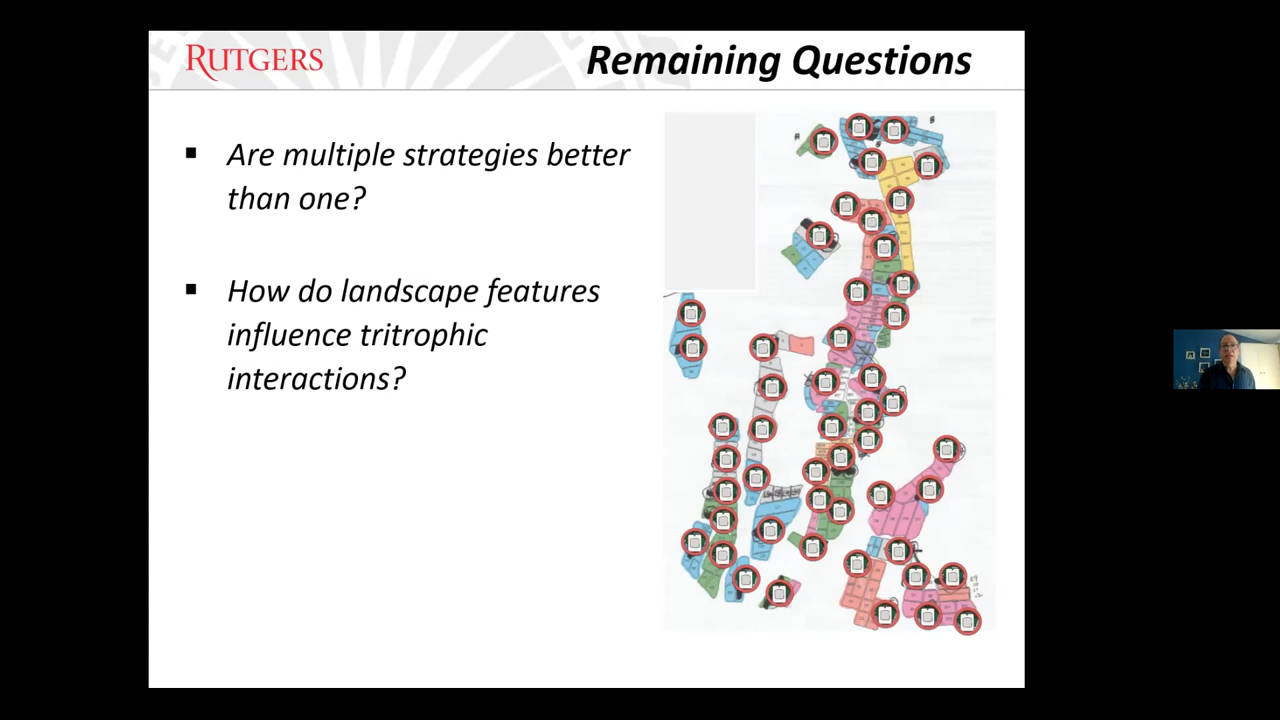 RUTGERS
Remaining Questions
▪ Are multiple strategies better
than one?
▪ How do landscape features
influence tritrophic
interactions?